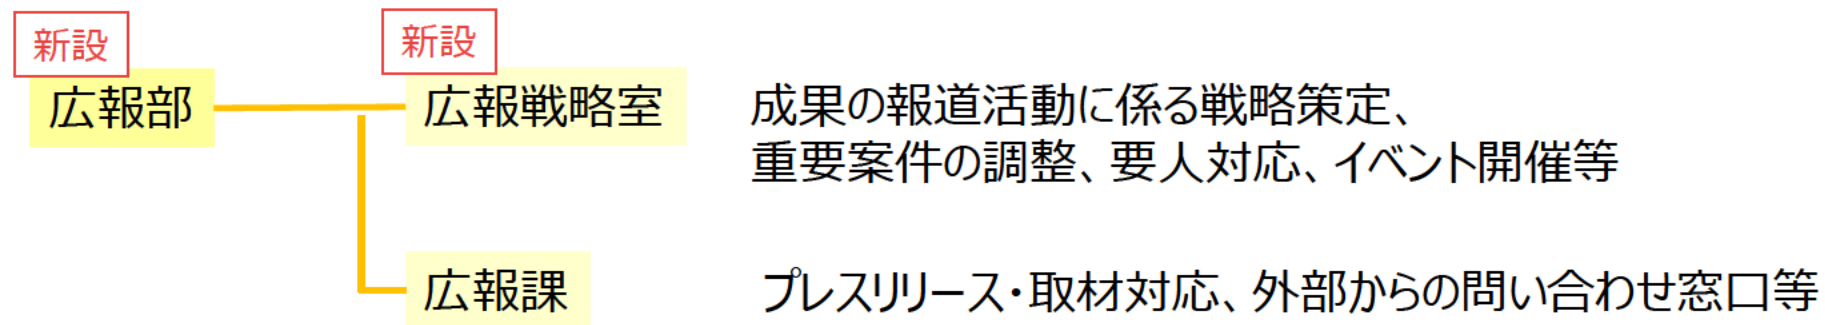 新設
新設
広報部
広報戦略室
成果の報道活動に係る戦略策定、
重要案件の調整、要人対応、イベント開催等
広報課
プレスリリース・取材対応、外部からの問い合わせ窓口等